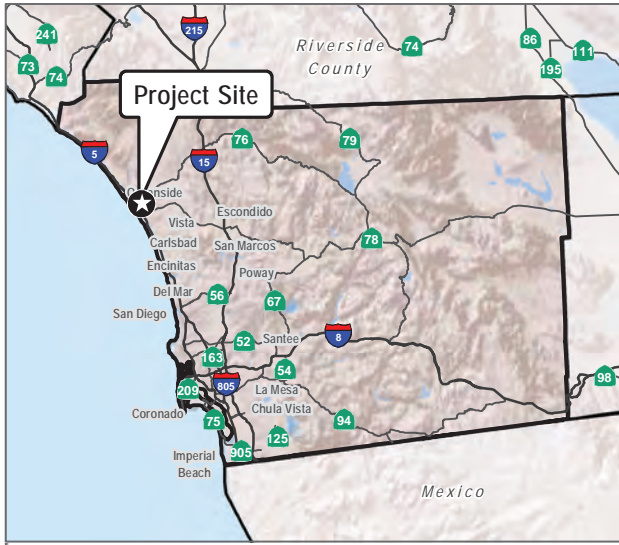 241
215
Riverside
County
74
86
111
73
74
195
Project Site
5
15
76
79
Oceanside
Vista
Escondido
Carlsbad
San Marcos
78
Encinitas
Poway
Del Mar
56
67
San Diego
52
Santee
8
163
54
805
209
La Mesa
98
Coronado
75
Chula Vista
94
125
905
Imperial
Beach
Mexico